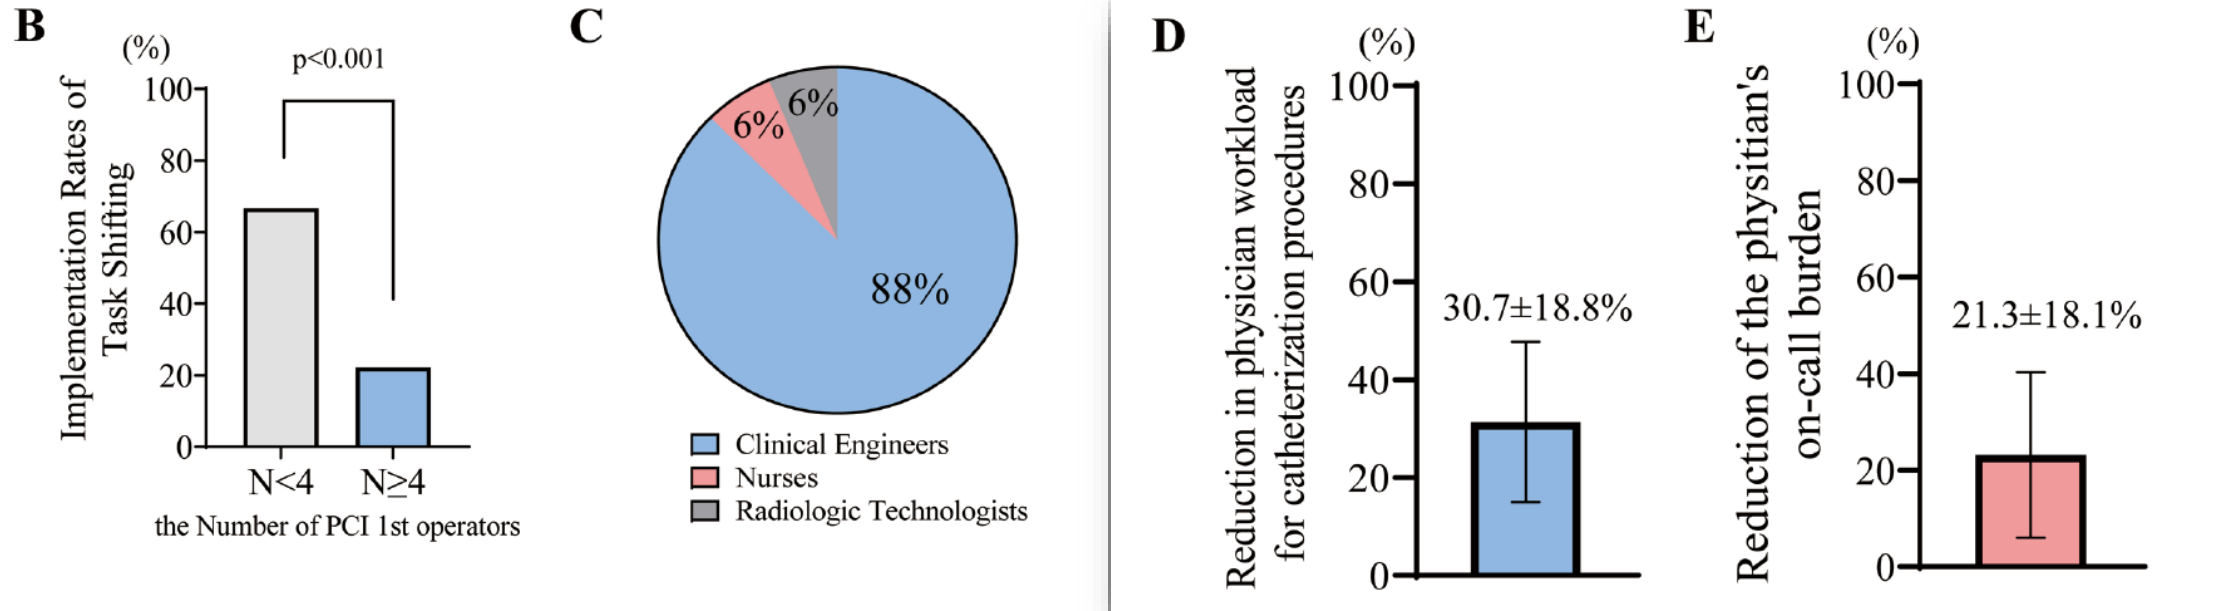 B
(%)
p<0.001
Implementation Rates of
Task Shifting
100
80
60
40
20
0
N<4
N≥4
the Number of PCI 1st operators
C
6%
6%
88%
Clinical Engineers
Nurses
Radiologic Technologists
D
(%)
Reduction in physician workload
for catheterization procedures
100
80
60
40
20
0
30.7±18.8%
E
(%)
Reduction of the physitian's
on-call burden
100
80
60
40
20
0
21.3±18.1%